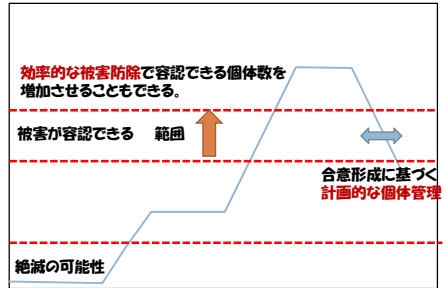 効率的な被害防除で容認できる個体数を
増加させることもできる。
被害が容認できる 範囲
合意形成に基づく
計画的な個体管理
絶滅の可能性